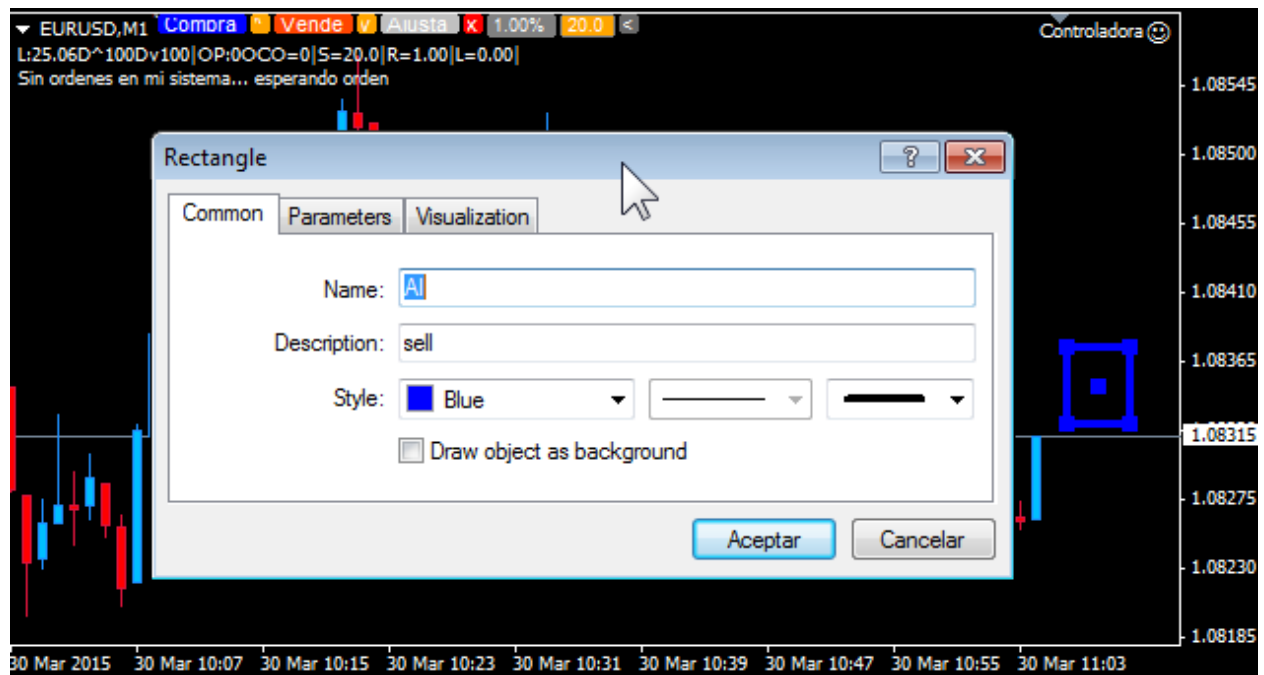 EURUSD,M1 Compra ^ Vende v Ajusta x 1.00% 20.0 < Controladora
L:25.06D^100Dv100|OP:0OCO=0|S=20.0|R=1.00|L=0.00|
Sin ordenes en mi sistema... esperando orden
1.08545
Rectangle ?
1.08500
Common Parameters Visualization
1.08455
Name: AI
1.08410
Description: sell
1.08365
Style: Blue
1.08315
Draw object as background
1.08275
Aceptar Cancelar
1.08230
1.08185
30 Mar 2015 30 Mar 10:07 30 Mar 10:15 30 Mar 10:23 30 Mar 10:31 30 Mar 10:39 30 Mar 10:47 30 Mar 10:55 30 Mar 11:03